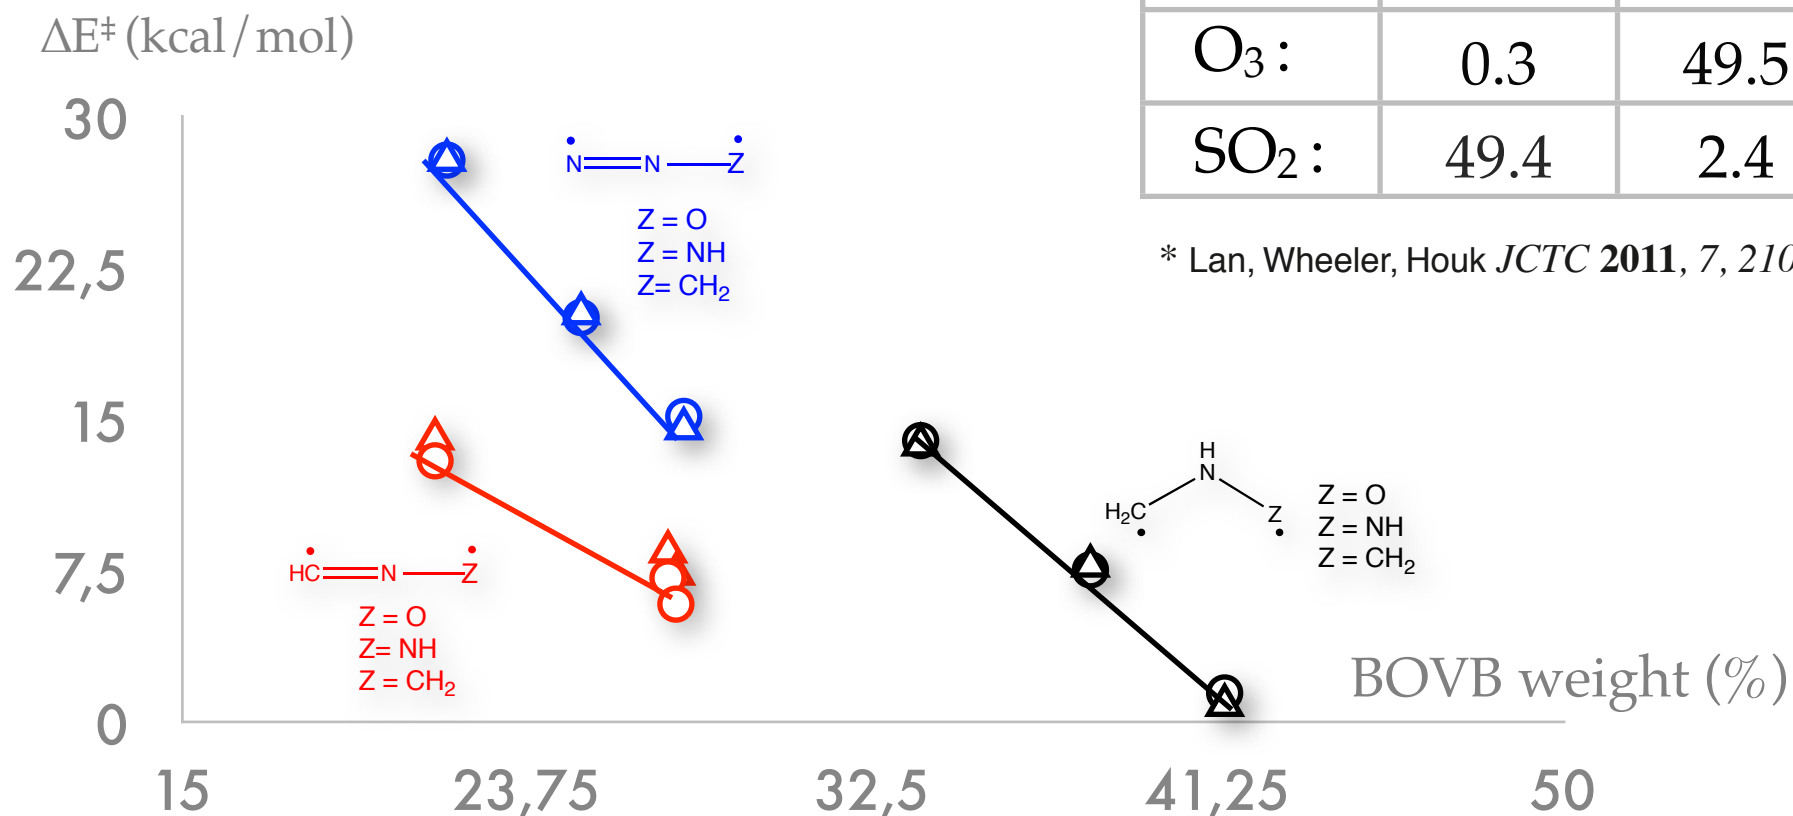 ΔE‡ (kcal/mol)
O₃ : 0.3 49.5
SO₂ : 49.4 2.4
* Lan, Wheeler, Houk JCTC 2011, 7, 210
30
22,5
15
7,5
0
N N Z
Z = O
Z = NH
Z= CH₂
HC N Z
Z = O
Z= NH
Z = CH₂
H
N
H₂C Z
Z = O
Z = NH
Z = CH₂
BOVB weight (%)
15 23,75 32,5 41,25 50